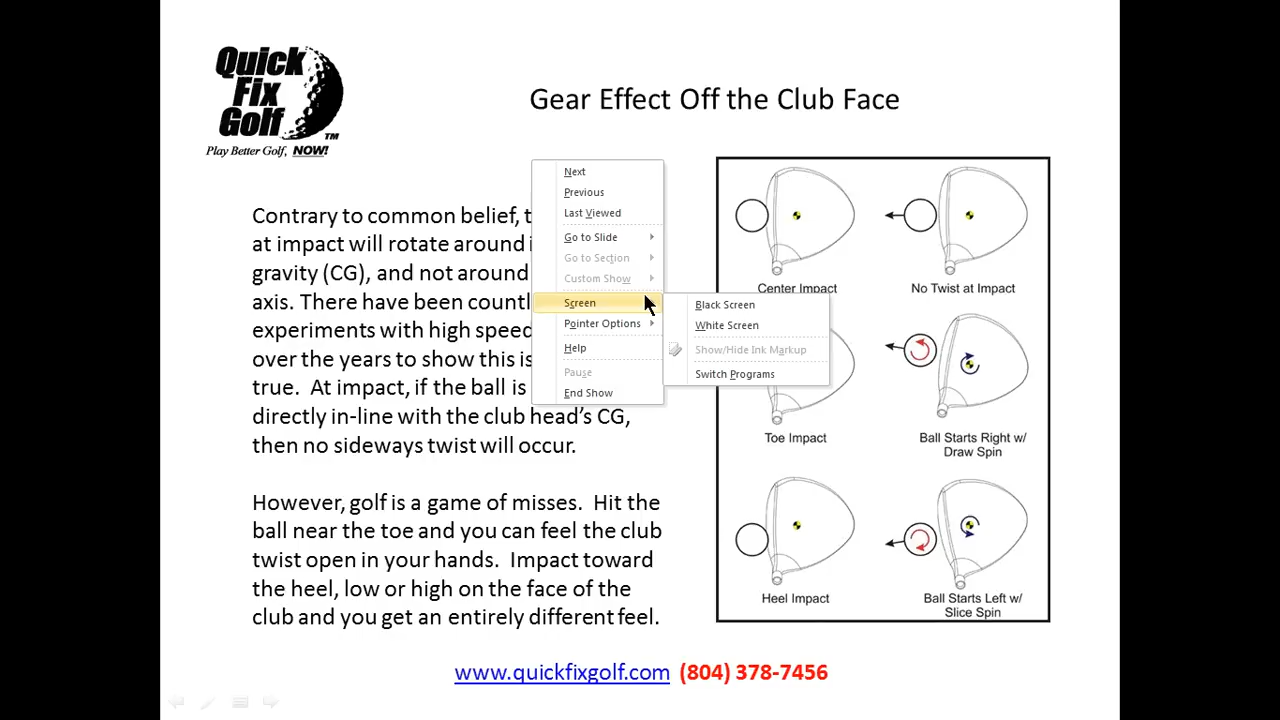 Quick
Fix
Golf
TM
Play Better Golf, NOW!
Gear Effect Off the Club Face
Contrary to common belief,
at impact will rotate around
gravity (CG), and not around
axis. There have been
experiments with high speed
over the years to show this is
true. At impact, if the ball is
directly in-line with the club head's CG,
then no sideways twist will occur.
However, golf is a game of misses. Hit the
ball near the toe and you can feel the club
twist open in your hands. Impact toward
the heel, low or high on the face of the
club and you get an entirely different feel.
Next
Previous
Last Viewed
Go to Slide
Go to Section
Custom Show
Screen
Pointer Options
Help
Pause
End Show
Black Screen
White Screen
Show/Hide Ink Markup
Switch Programs
Center Impact
No Twist at Impact
Toe Impact
Ball Starts Right w/
Draw Spin
Heel Impact
Ball Starts Left w/
Slice Spin
www.quickfixgolf.com (804) 378-7456